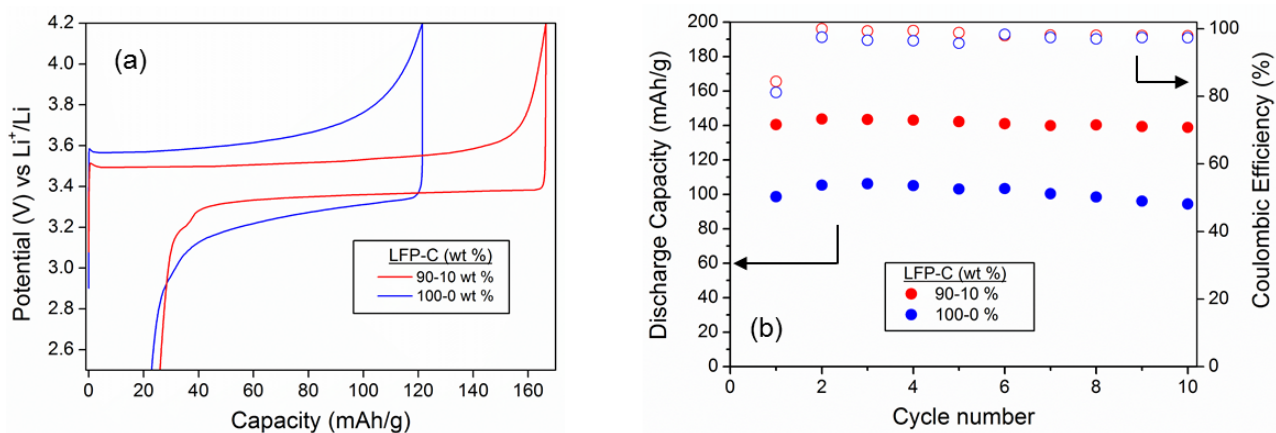 (a)
Potential (V) vs Li⁺/Li
4.2
4.0
3.8
3.6
3.4
3.2
3.0
2.8
2.6
0 20 40 60 80 100 120 140 160
Capacity (mAh/g)
LFP-C (wt %)
90-10 wt %
100-0 wt %
(b)
Discharge Capacity (mAh/g)
200
180
160
140
120
100
80
60
40
20
0
0 2 4 6 8 10
Cycle number
LFP-C (wt %)
90-10 %
100-0 %
100
80
60
40
20
0
Coulombic Efficiency (%)